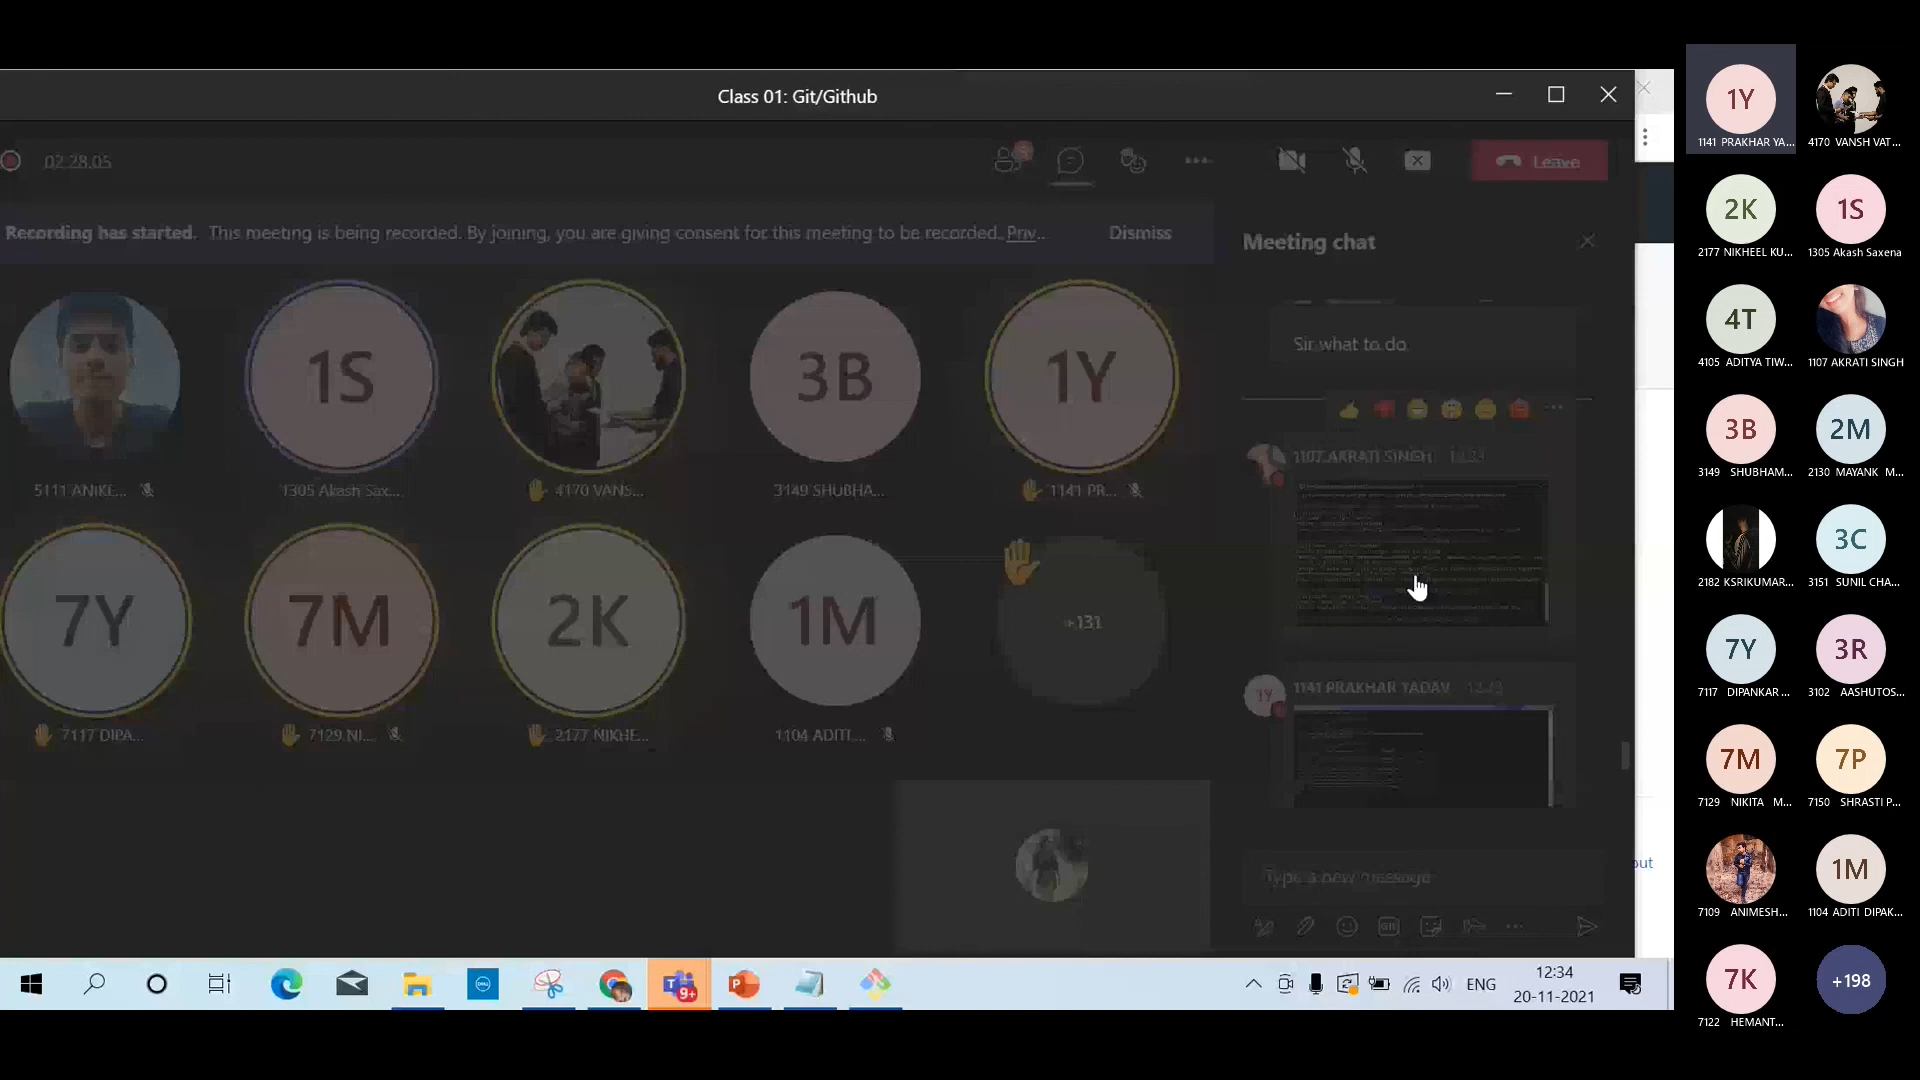 Class 01: Git/Github
02:28:05
Leave
Recording has started. This meeting is being recorded. By joining, you are giving consent for this meeting to be recorded. Priv...
Dismiss
Meeting chat
Sir what to do
1S
3B
1Y
1107 AKRATI SINGH
5111 ANIKE...
1305 Akash Sax...
4170 VANS...
3149 SHUBHA...
1141 PR...
7Y
7M
2K
1M
+131
1Y
1141 PRAKHAR YADAV
7117 DIPA...
7129 NI...
2177 NIKHE...
1104 ADITI...
Type a new message
GIF
out
9+
ENG
12:34
20-11-2021
1Y
1141 PRAKHAR YA...
4170 VANSH VAT...
2K
1S
2177 NIKHEEL KU...
1305 Akash Saxena
4T
4105 ADITYA TIW...
1107 AKRATI SINGH
3B
2M
3149 SHUBHAM...
2130 MAYANK M...
3C
2182 KSRIKUMAR...
3151 SUNIL CHA...
7Y
3R
7117 DIPANKAR...
3102 AASHUTOS...
7M
7P
7129 NIKITA M...
7150 SHRASTI P...
1M
7109 ANIMESH...
1104 ADITI DIPAK...
7K
+198
7122 HEMANT...